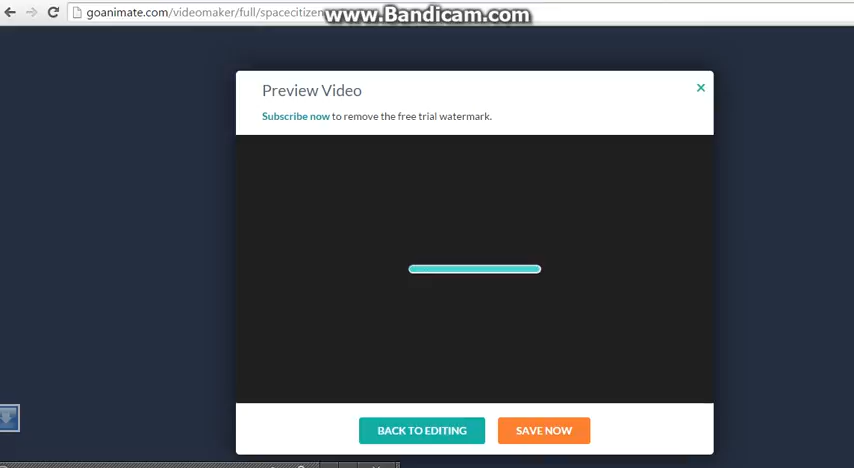 goanimate.com/videomaker/full/spacecitizen
www.Bandicam.com
Preview Video
Subscribe now to remove the free trial watermark.
BACK TO EDITING
SAVE NOW